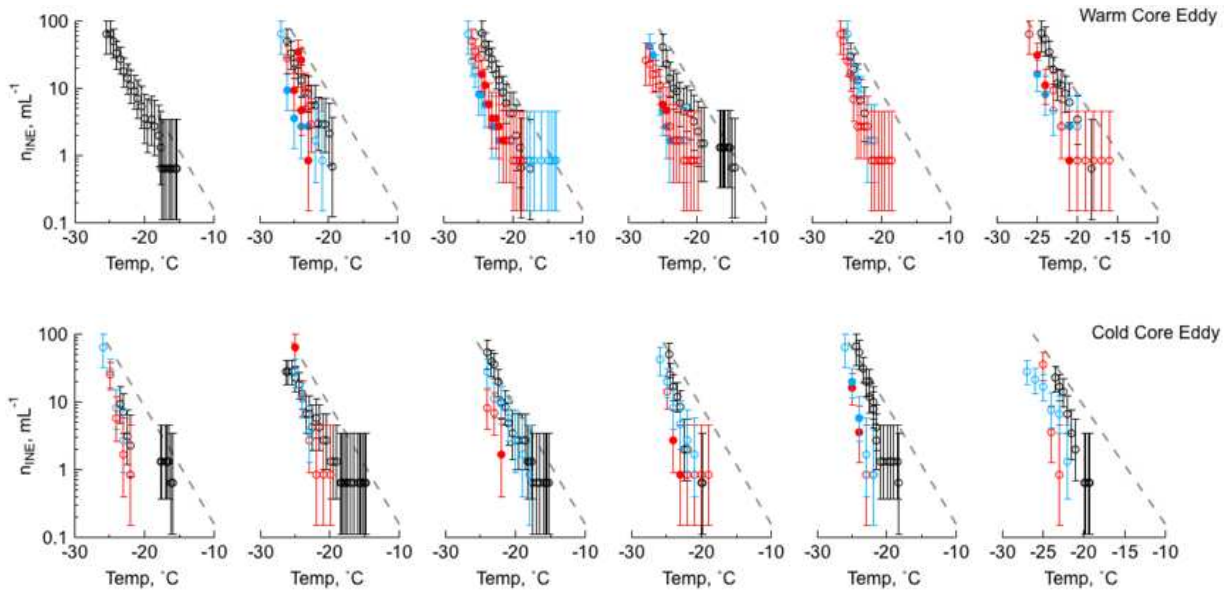 Warm Core Eddy
100
10
1
0.1
n_INE, mL⁻¹
-30 -20 -10 -30 -20 -10 -30 -20 -10 -30 -20 -10 -30 -20 -10 -30 -25 -20 -15 -10
Temp, °C Temp, °C Temp, °C Temp, °C Temp, °C Temp, °C
Cold Core Eddy
100
10
1
0.1
n_INE, mL⁻¹
-30 -20 -10 -30 -20 -10 -30 -20 -10 -30 -20 -10 -30 -20 -10 -30 -25 -20 -15 -10
Temp, °C Temp, °C Temp, °C Temp, °C Temp, °C Temp, °C